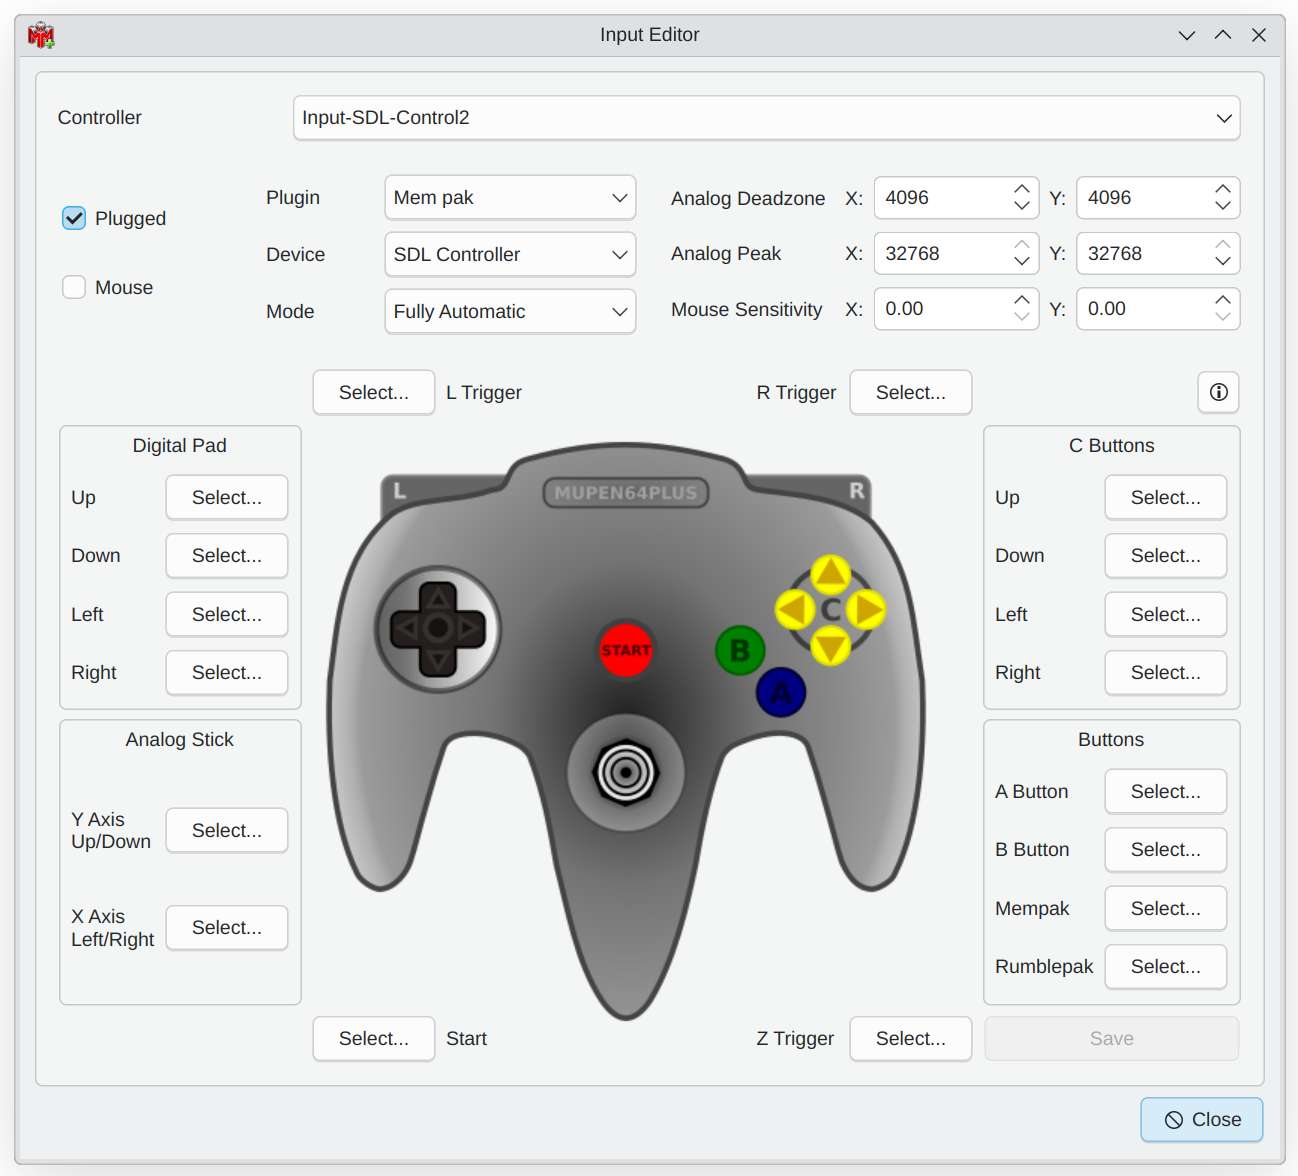 Input Editor
Controller
Input-SDL-Control2
Plugged
Mouse
Plugin
Mem pak
Device
SDL Controller
Mode
Fully Automatic
Analog Deadzone X: 4096 Y: 4096
Analog Peak X: 32768 Y: 32768
Mouse Sensitivity X: 0.00 Y: 0.00
Select... L Trigger
R Trigger Select...
Digital Pad
Up Select...
Down Select...
Left Select...
Right Select...
Analog Stick
Y Axis
Up/Down Select...
X Axis
Left/Right Select...
L
MUPEN64PLUS
R
C
START
B
A
C Buttons
Up Select...
Down Select...
Left Select...
Right Select...
Buttons
A Button Select...
B Button Select...
Mempak Select...
Rumblepak Select...
Select... Start
Z Trigger Select...
Save
Close